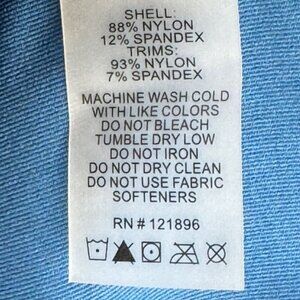 SHELL:
88% NYLON
12% SPANDEX
TRIMS:
93% NYLON
7% SPANDEX
MACHINE WASH COLD
WITH LIKE COLORS
DO NOT BLEACH
TUMBLE DRY LOW
DO NOT IRON
DO NOT DRY CLEAN
DO NOT USE FABRIC
SOFTENERS
RN # 121896